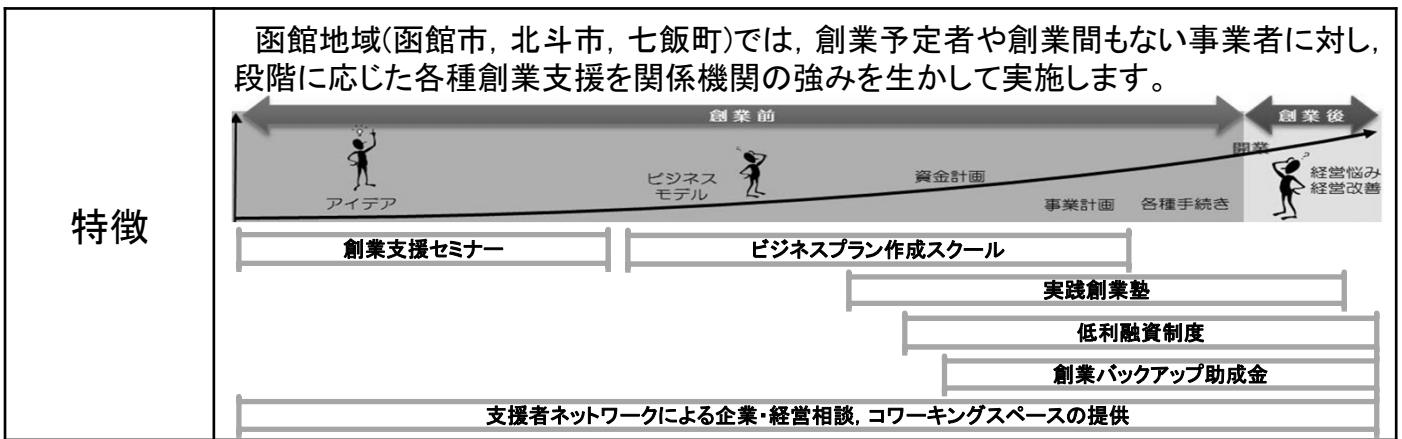 特徴
函館地域(函館市, 北斗市, 七飯町)では, 創業予定者や創業間もない事業者に対し,
段階に応じた各種創業支援を関係機関の強みを生かして実施します。
創業前
創業後
開業
アイデア
ビジネス
モデル
資金計画
事業計画
各種手続き
経営悩み
経営改善
創業支援セミナー
ビジネスプラン作成スクール
実践創業塾
低利融資制度
創業バックアップ助成金
支援者ネットワークによる企業・経営相談, コワーキングスペースの提供